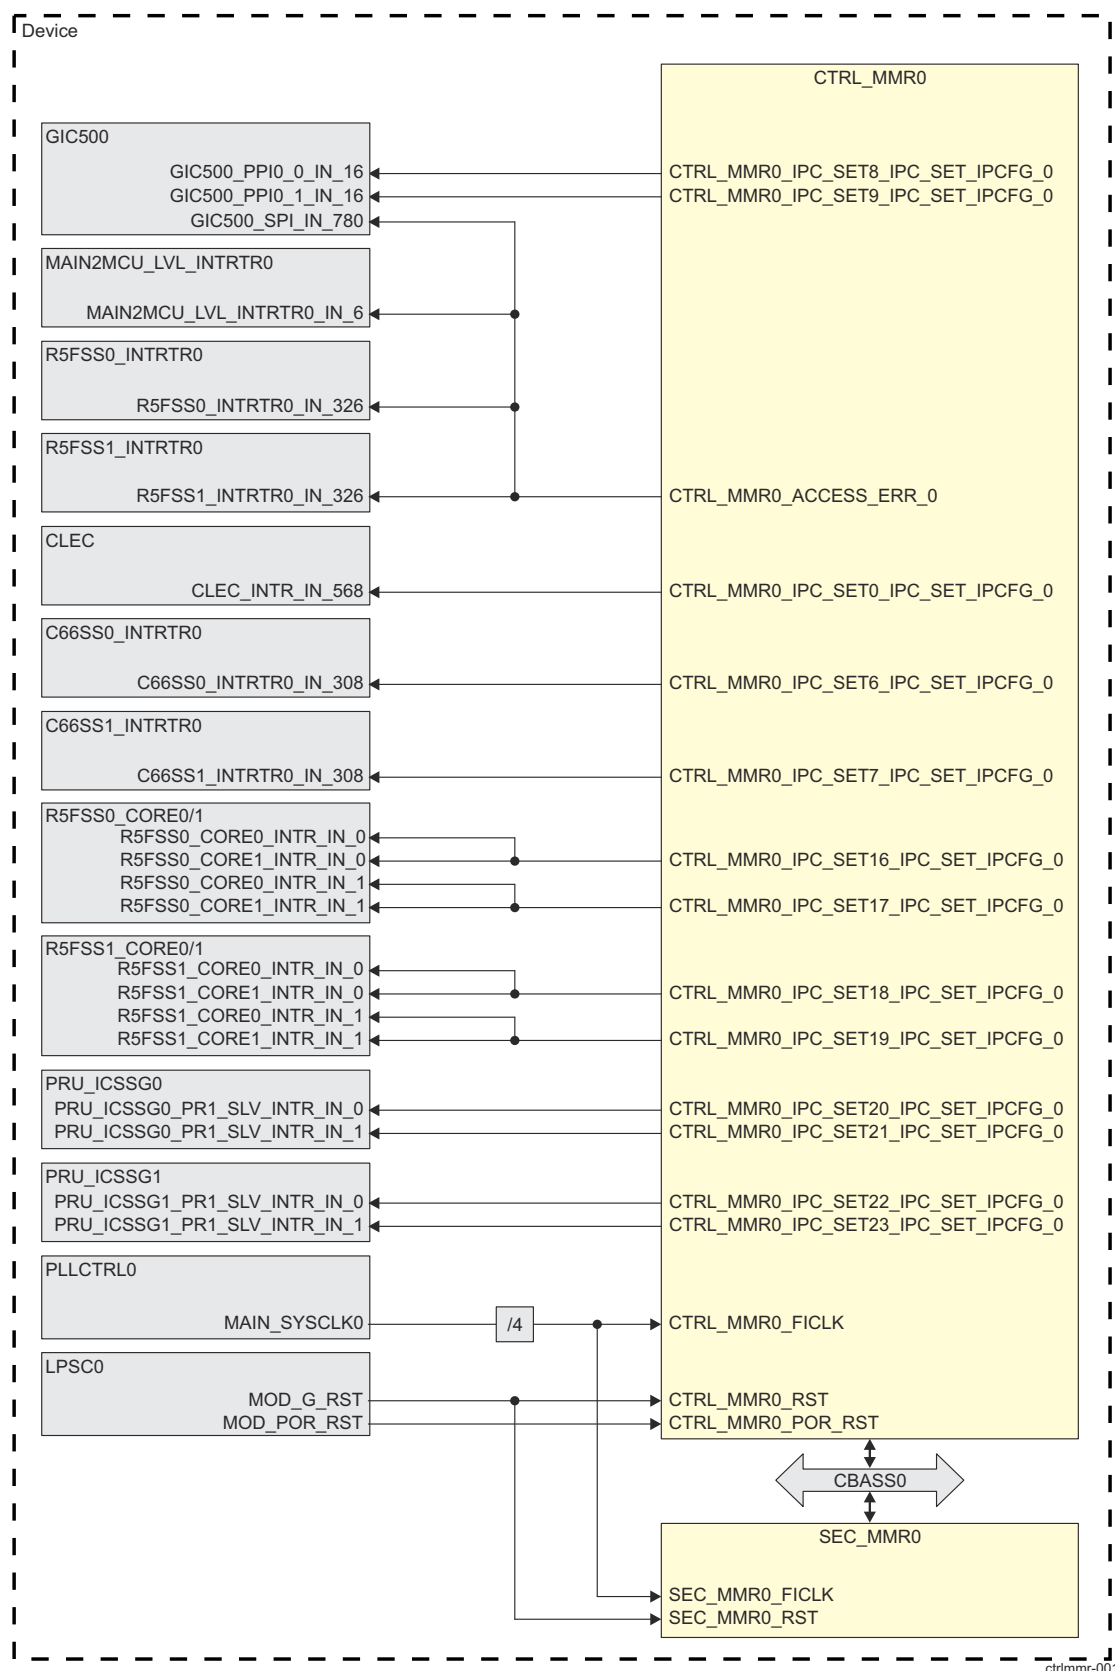 Device
CTRL_MMR0
GIC500
GIC500_PPI0_0_IN_16
CTRL_MMR0_IPC_SET8_IPC_SET_IPCFG_0
GIC500_PPI0_1_IN_16
CTRL_MMR0_IPC_SET9_IPC_SET_IPCFG_0
GIC500_SPI_IN_780
MAIN2MCU_LVL_INTRTR0
MAIN2MCU_LVL_INTRTR0_IN_6
R5FSS0_INTRTR0
R5FSS0_INTRTR0_IN_326
R5FSS1_INTRTR0
R5FSS1_INTRTR0_IN_326
CTRL_MMR0_ACCESS_ERR_0
CLEC
CLEC_INTR_IN_568
CTRL_MMR0_IPC_SET0_IPC_SET_IPCFG_0
C66SS0_INTRTR0
C66SS0_INTRTR0_IN_308
CTRL_MMR0_IPC_SET6_IPC_SET_IPCFG_0
C66SS1_INTRTR0
C66SS1_INTRTR0_IN_308
CTRL_MMR0_IPC_SET7_IPC_SET_IPCFG_0
R5FSS0_CORE0/1
R5FSS0_CORE0_INTR_IN_0
R5FSS0_CORE1_INTR_IN_0
CTRL_MMR0_IPC_SET16_IPC_SET_IPCFG_0
R5FSS0_CORE0_INTR_IN_1
R5FSS0_CORE1_INTR_IN_1
CTRL_MMR0_IPC_SET17_IPC_SET_IPCFG_0
R5FSS1_CORE0/1
R5FSS1_CORE0_INTR_IN_0
R5FSS1_CORE1_INTR_IN_0
CTRL_MMR0_IPC_SET18_IPC_SET_IPCFG_0
R5FSS1_CORE0_INTR_IN_1
R5FSS1_CORE1_INTR_IN_1
CTRL_MMR0_IPC_SET19_IPC_SET_IPCFG_0
PRU_ICSSG0
PRU_ICSSG0_PR1_SLV_INTR_IN_0
CTRL_MMR0_IPC_SET20_IPC_SET_IPCFG_0
PRU_ICSSG0_PR1_SLV_INTR_IN_1
CTRL_MMR0_IPC_SET21_IPC_SET_IPCFG_0
PRU_ICSSG1
PRU_ICSSG1_PR1_SLV_INTR_IN_0
CTRL_MMR0_IPC_SET22_IPC_SET_IPCFG_0
PRU_ICSSG1_PR1_SLV_INTR_IN_1
CTRL_MMR0_IPC_SET23_IPC_SET_IPCFG_0
PLLCTRL0
MAIN_SYSCLK0
/4
CTRL_MMR0_FICLK
LPSC0
MOD_G_RST
CTRL_MMR0_RST
MOD_POR_RST
CTRL_MMR0_POR_RST
CBASS0
SEC_MMR0
SEC_MMR0_FICLK
SEC_MMR0_RST